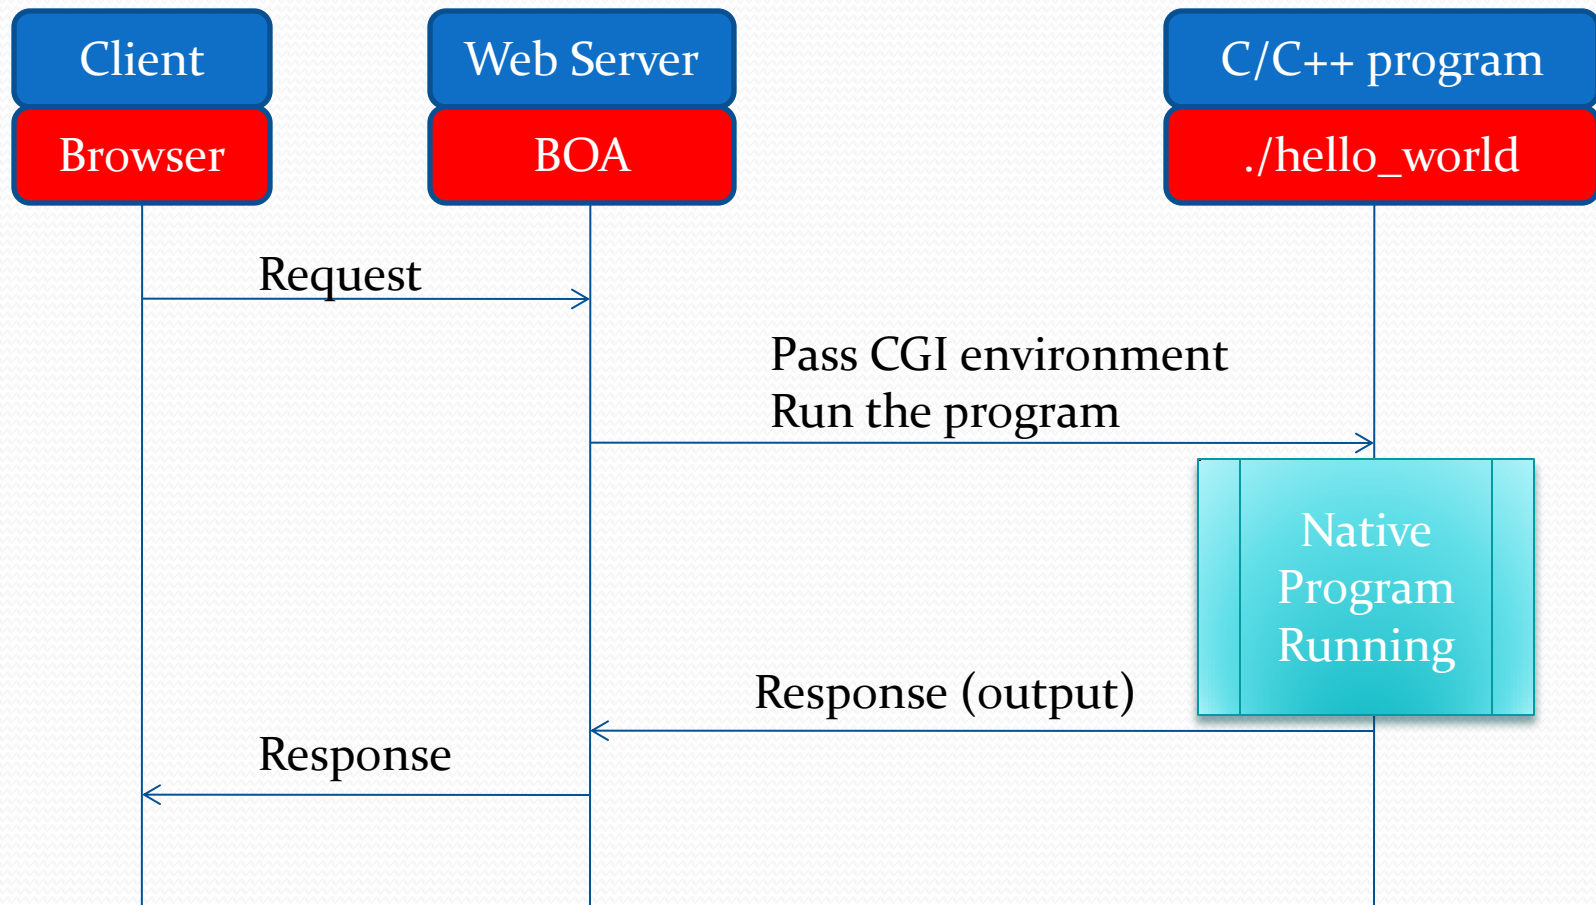 Client
Web Server
C/C++ program
Browser
BOA
./hello_world
Request
Pass CGI environment
Run the program
Native
Program
Running
Response (output)
Response